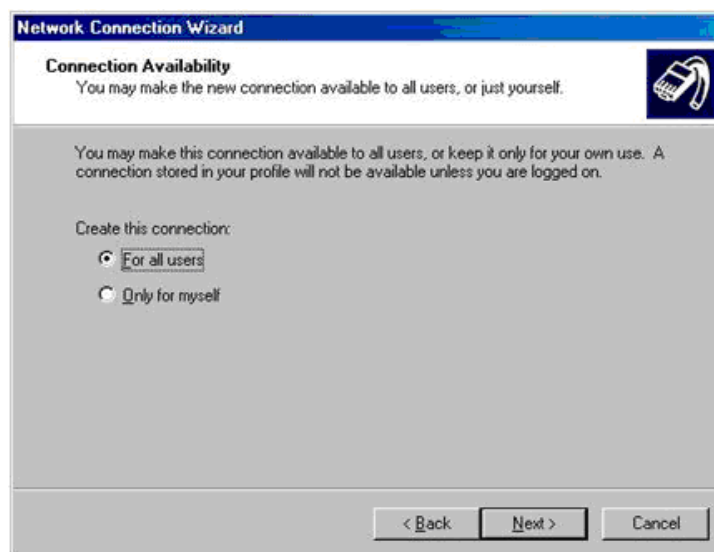 Network Connection Wizard
Connection Availability
You may make the new connection available to all users, or just yourself.
You may make this connection available to all users, or keep it only for your own use. A
connection stored in your profile will not be available unless you are logged on.
Create this connection:
For all users
Only for myself
< Back Next > Cancel